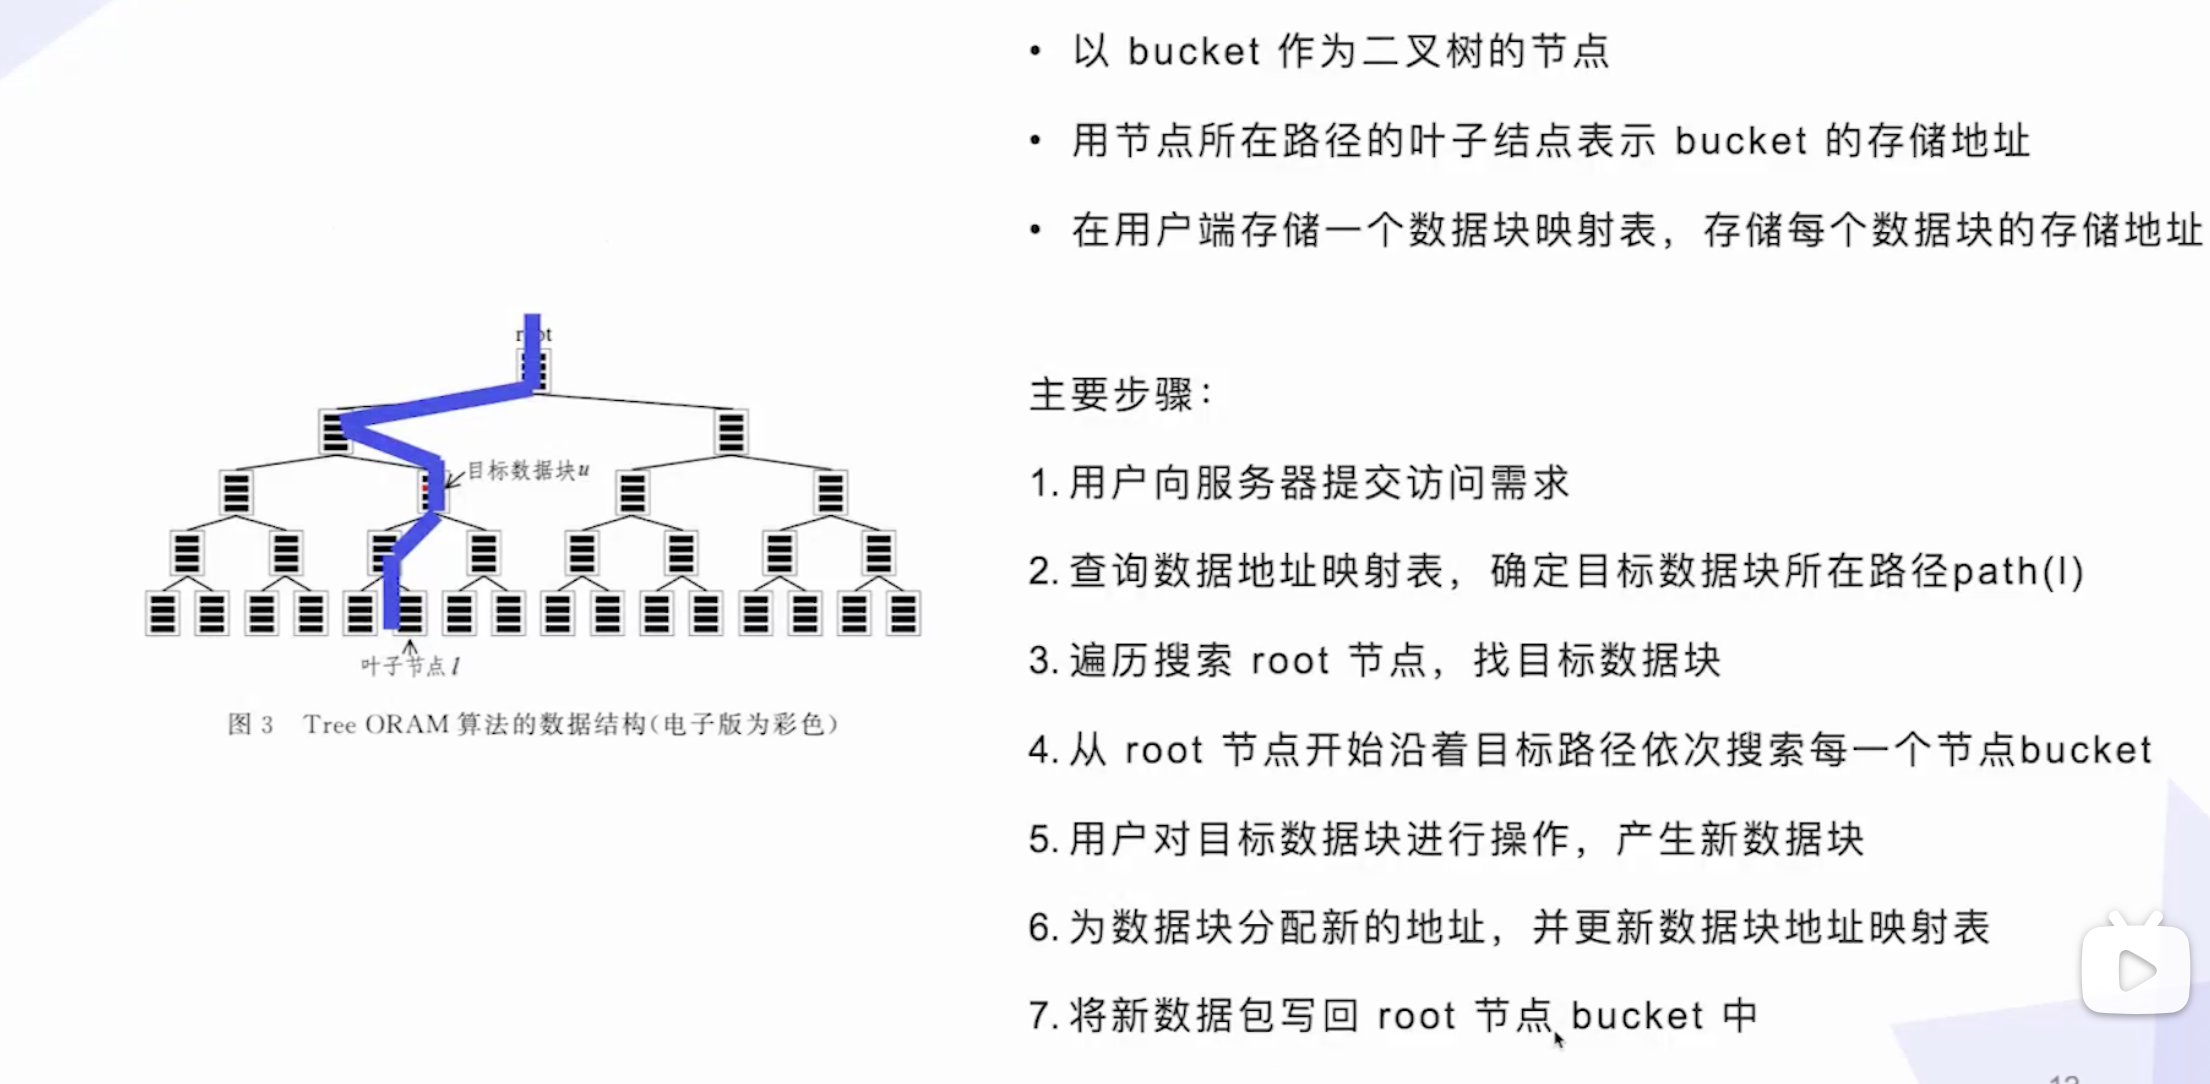 • 以 bucket 作为二叉树的节点
• 用节点所在路径的叶子结点表示 bucket 的存储地址
• 在用户端存储一个数据块映射表，存储每个数据块的存储地址
主要步骤：
1. 用户向服务器提交访问需求
2. 查询数据地址映射表，确定目标数据块所在路径path(l)
3. 遍历搜索 root 节点，找目标数据块
4. 从 root 节点开始沿着目标路径依次搜索每一个节点bucket
5. 用户对目标数据块进行操作，产生新数据块
6. 为数据块分配新的地址，并更新数据块地址映射表
7. 将新数据包写回 root 节点 bucket 中
root
目标数据块u
叶子节点 l
图 3 Tree ORAM 算法的数据结构(电子版为彩色)